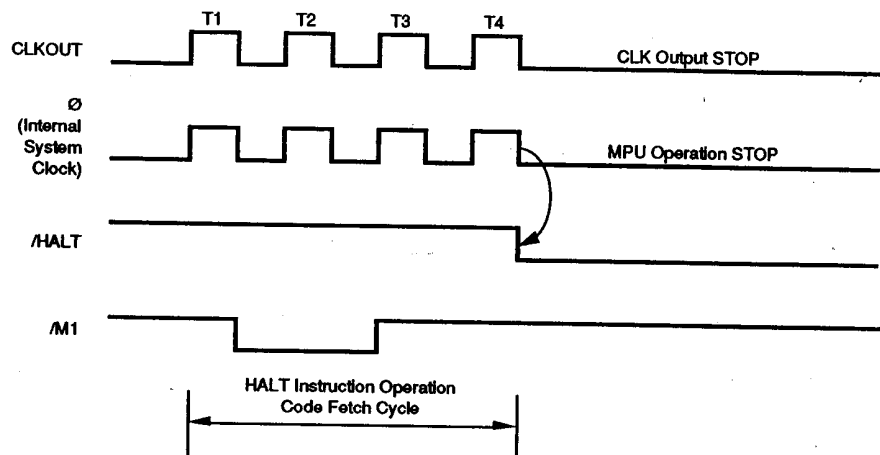 T1 T2 T3 T4
CLKOUT
CLK Output STOP
Ø
(Internal
System
Clock)
MPU Operation STOP
/HALT
/M1
HALT Instruction Operation
Code Fetch Cycle